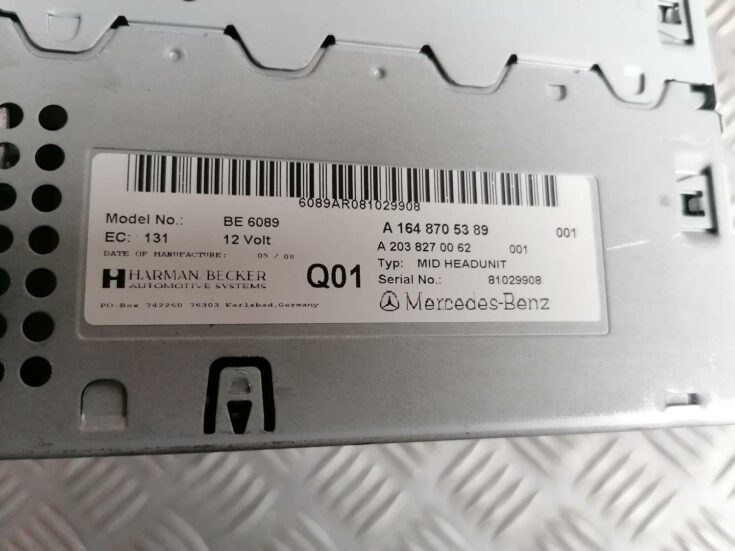 6089AR081029908
Model No.: BE 6089
EC: 131 12 Volt
DATE OF MANUFACTURE: 05 / 08
HARMAN/BECKER
AUTOMOTIVE SYSTEMS
PO-Box 742260 76303 Karlsbad,Germany
Q01
A 164 870 53 89 001
A 203 827 00 62 001
Typ: MID HEADUNIT
Serial No.: 81029908
Mercedes-Benz